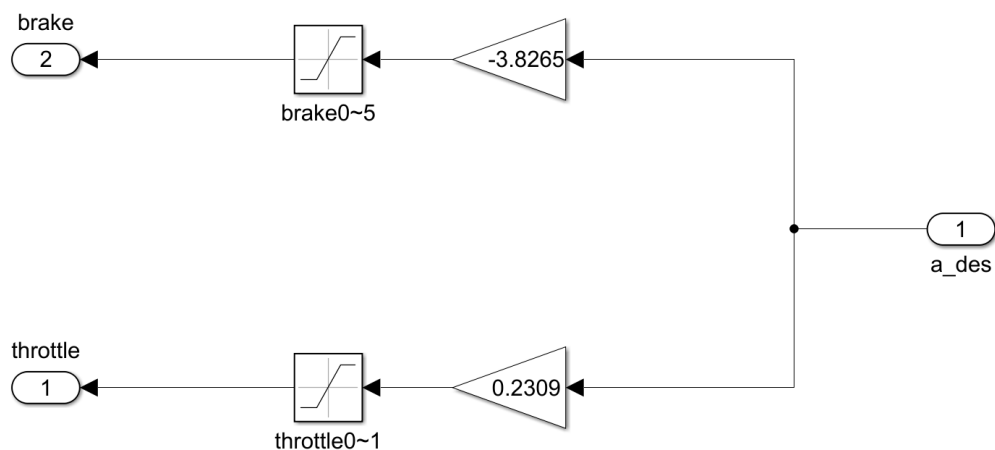 brake
2
-3.8265
brake0~5
1
a_des
throttle
1
0.2309
throttle0~1